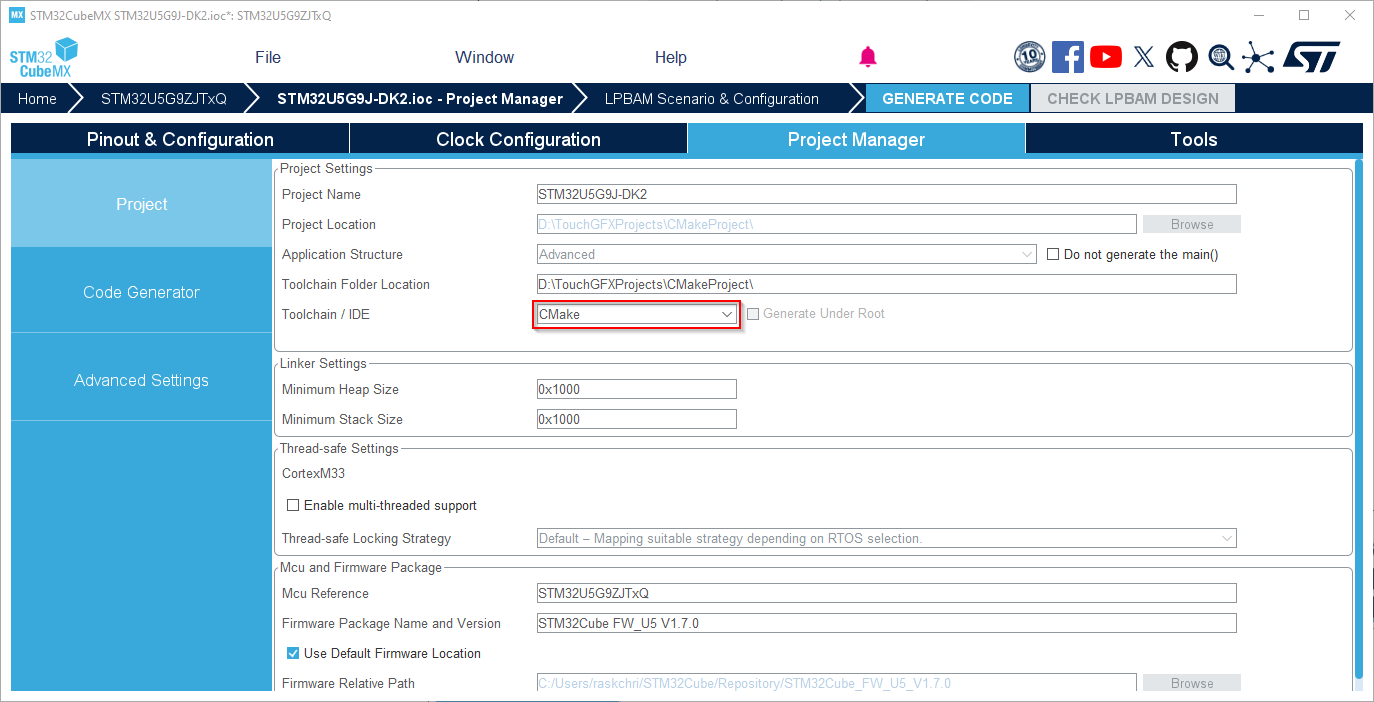 MX STM32CubeMX STM32U5G9J-DK2.ioc*: STM32U5G9ZJTxQ
STM32 CubeMX
File Window Help
10
Home STM32U5G9ZJTxQ STM32U5G9J-DK2.ioc - Project Manager LPBAM Scenario & Configuration GENERATE CODE CHECK LPBAM DESIGN
Pinout & Configuration Clock Configuration Project Manager Tools
Project
Code Generator
Advanced Settings
Project Settings
Project Name STM32U5G9J-DK2
Project Location D:\TouchGFXProjects\CMakeProject\ Browse
Application Structure Advanced Do not generate the main()
Toolchain Folder Location D:\TouchGFXProjects\CMakeProject\
Toolchain / IDE CMake Generate Under Root
Linker Settings
Minimum Heap Size 0x1000
Minimum Stack Size 0x1000
Thread-safe Settings
CortexM33
Enable multi-threaded support
Thread-safe Locking Strategy Default – Mapping suitable strategy depending on RTOS selection.
Mcu and Firmware Package
Mcu Reference STM32U5G9ZJTxQ
Firmware Package Name and Version STM32Cube FW_U5 V1.7.0
Use Default Firmware Location
Firmware Relative Path C:/Users/raskchri/STM32Cube/Repository/STM32Cube_FW_U5_V1.7.0 Browse